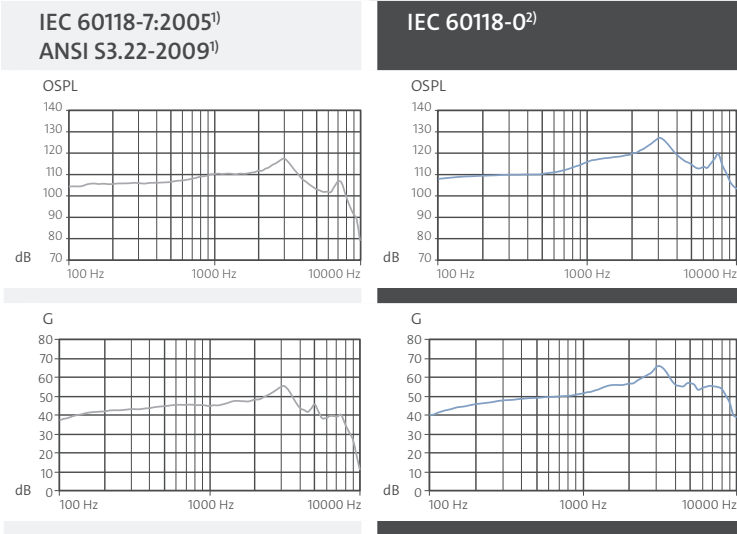 IEC 60118-7:2005¹⁾
ANSI S3.22-2009¹⁾
IEC 60118-0²⁾
OSPL
140
130
120
110
100
90
80
dB 70
100 Hz 1000 Hz 10000 Hz
OSPL
140
130
120
110
100
90
80
dB 70
100 Hz 1000 Hz 10000 Hz
G
80
70
60
50
40
30
20
10
dB 0
100 Hz 1000 Hz 10000 Hz
G
80
70
60
50
40
30
20
10
dB 0
100 Hz 1000 Hz 10000 Hz